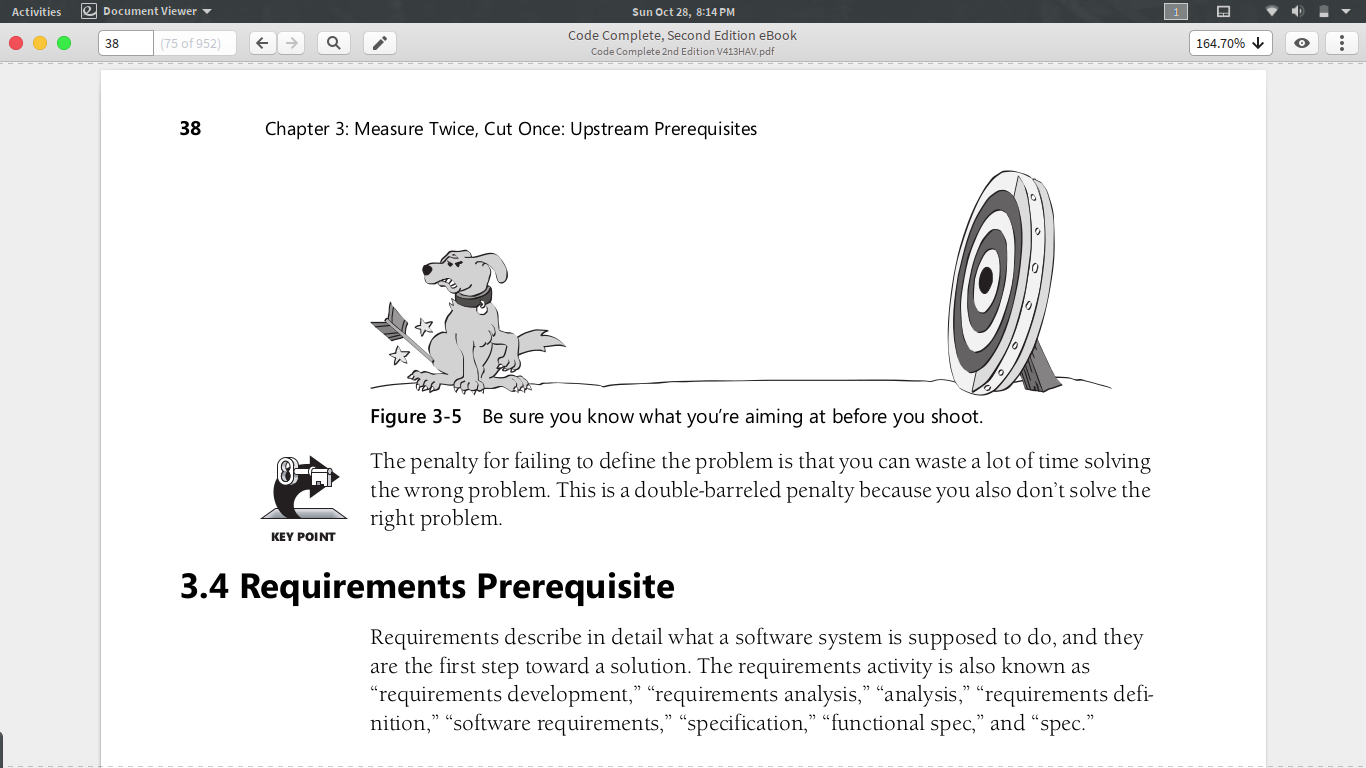 Activities
Document Viewer
Sun Oct 28, 8:14 PM
1
38
(75 of 952)
Code Complete, Second Edition eBook
Code Complete 2nd Edition V413HAV.pdf
164.70%
38 Chapter 3: Measure Twice, Cut Once: Upstream Prerequisites
Figure 3-5 Be sure you know what you’re aiming at before you shoot.
KEY POINT
The penalty for failing to define the problem is that you can waste a lot of time solving
the wrong problem. This is a double-barreled penalty because you also don’t solve the
right problem.
3.4 Requirements Prerequisite
Requirements describe in detail what a software system is supposed to do, and they
are the first step toward a solution. The requirements activity is also known as
“requirements development,” “requirements analysis,” “analysis,” “requirements defi-
nition,” “software requirements,” “specification,” “functional spec,” and “spec.”